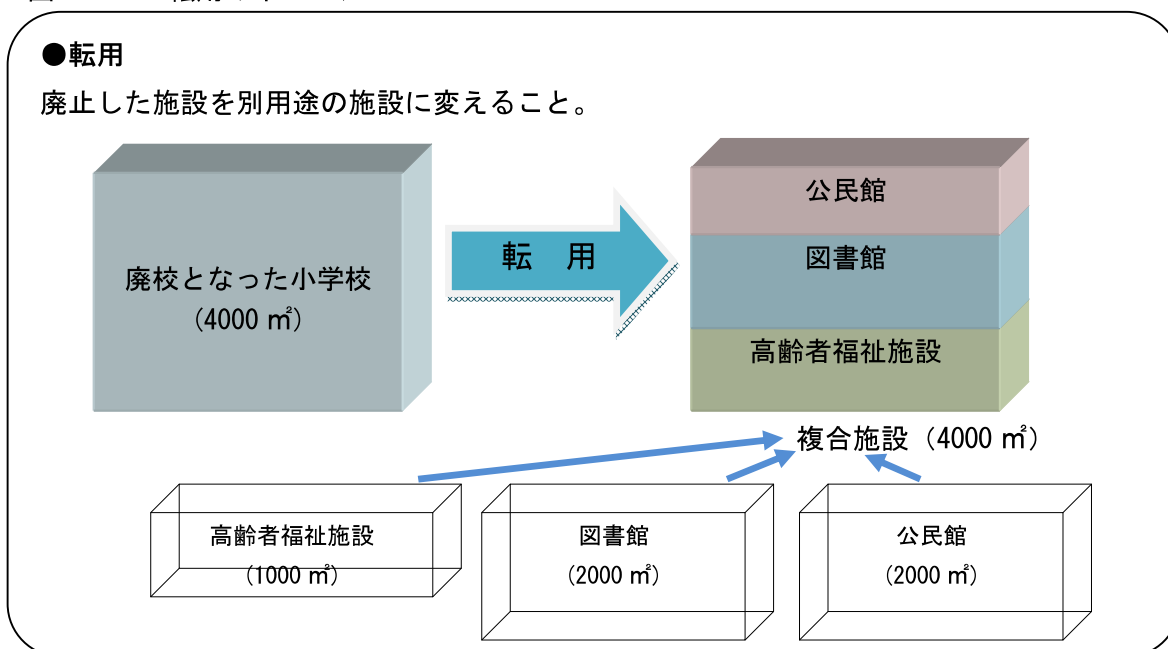 ●転用
廃止した施設を別用途の施設に変えること。
廃校となった小学校
(4000 ㎡)
転 用
公民館
図書館
高齢者福祉施設
複合施設(4000 ㎡)
高齢者福祉施設
(1000 ㎡)
図書館
(2000 ㎡)
公民館
(2000 ㎡)